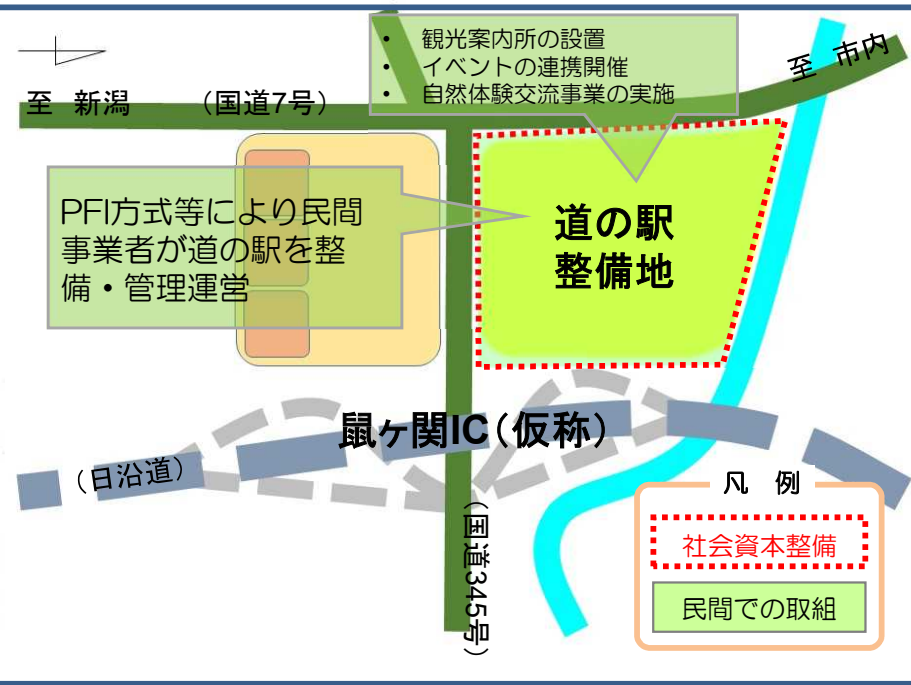 • 観光案内所の設置
• イベントの連携開催
• 自然体験交流事業の実施
至 市内
至 新潟 (国道7号)
PFI方式等により民間
事業者が道の駅を整
備・管理運営
道の駅
整備地
鼠ヶ関IC(仮称)
(日沿道)
(国道345号)
凡 例
社会資本整備
民間での取組